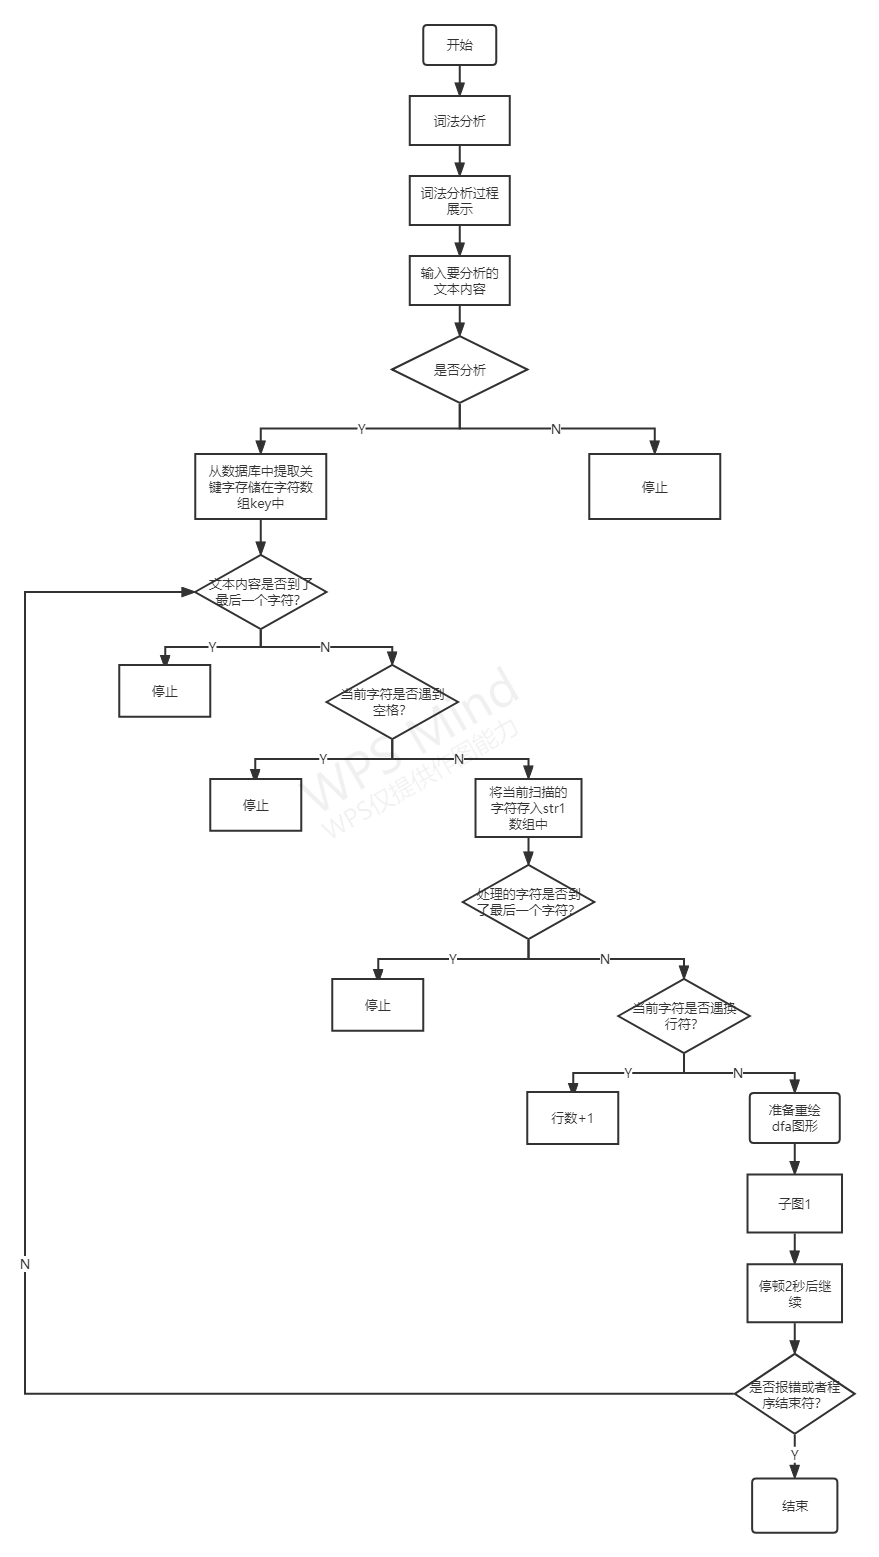 开始
词法分析
词法分析过程
展示
输入要分析的
文本内容
是否分析
Y
N
从数据库中提取关
键字存储在字符数
组key中
停止
文本内容是否到了
最后一个字符?
Y
N
停止
当前字符是否遇到
空格?
Y
N
停止
将当前扫描的
字符存入str1
数组中
WPS Mind
WPS仅提供作图能力
处理的字符是否到
了最后一个字符?
Y
N
停止
当前字符是否遇换
行符?
Y
N
行数+1
准备重绘
dfa图形
子图1
N
停顿2秒后继
续
是否报错或者程
序结束符?
Y
结束